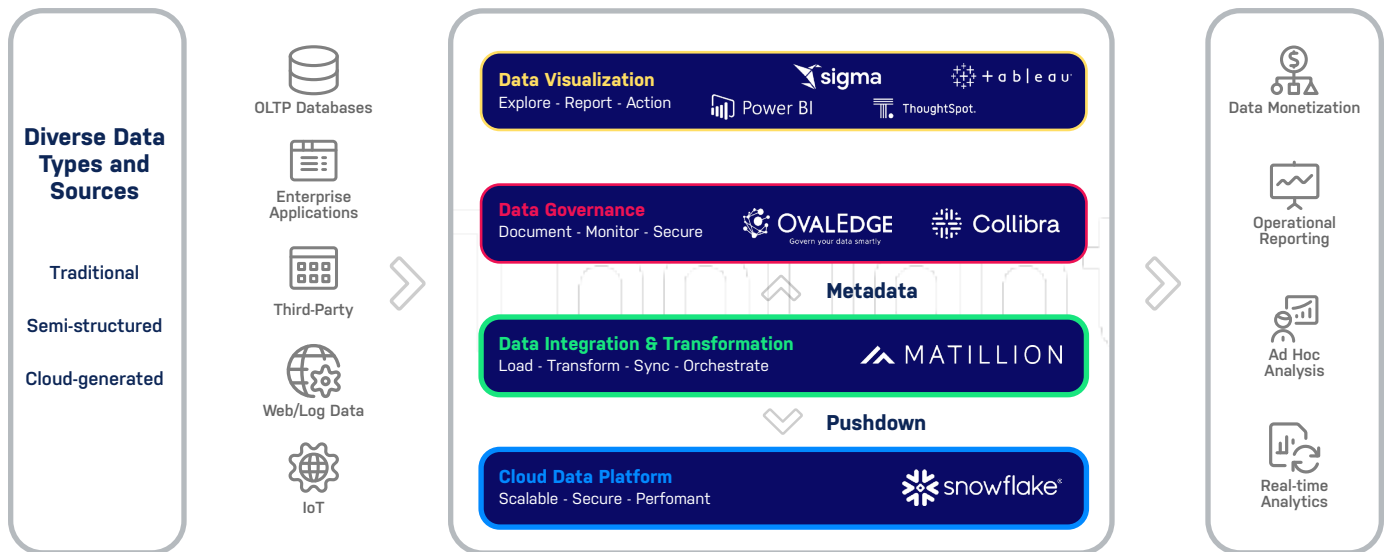 Diverse Data
Types and
Sources
Traditional
Semi-structured
Cloud-generated
OLTP Databases
Enterprise
Applications
Third-Party
Web/Log Data
IoT
Data Visualization
Explore - Report - Action
sigma
+ableau
Power BI
ThoughtSpot.
Data Governance
Document - Monitor - Secure
OVALEDGE
Govern your data smartly
Collibra
Metadata
Data Integration & Transformation
Load - Transform - Sync - Orchestrate
MATILLION
Pushdown
Cloud Data Platform
Scalable - Secure - Perfomant
snowflake®
$
Data Monetization
Operational
Reporting
Ad Hoc
Analysis
Real-time
Analytics